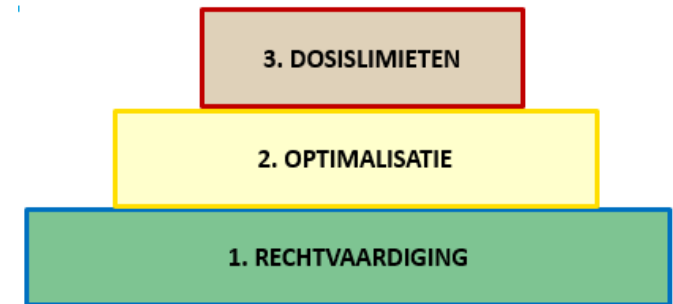 3. DOSISLIMIETEN
2. OPTIMALISATIE
1. RECHTVAARDIGING